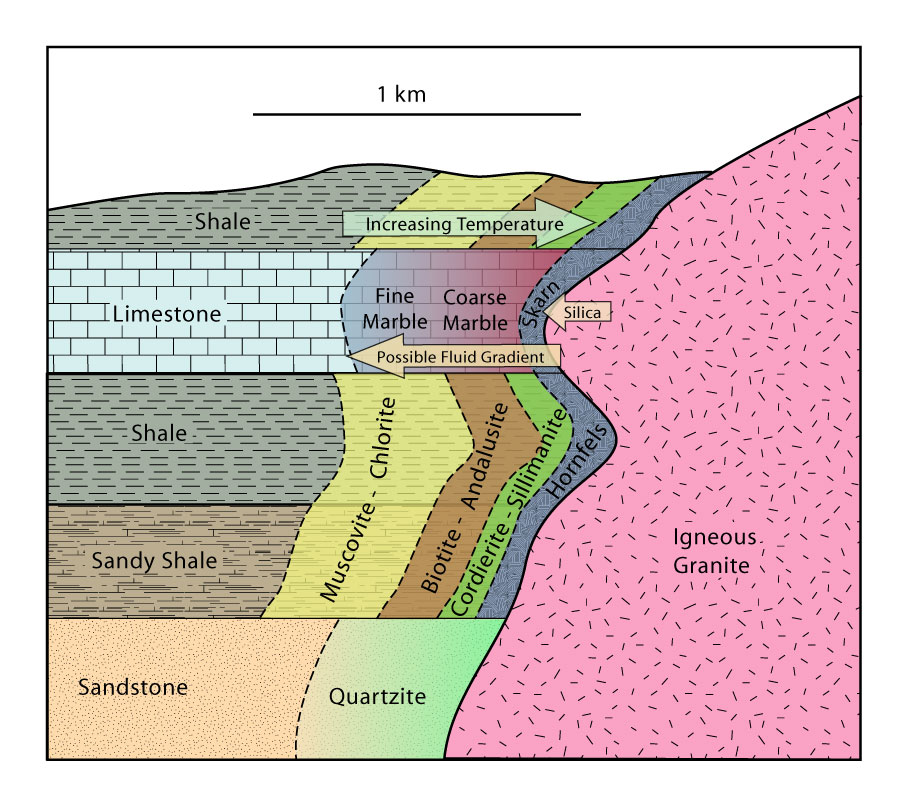 1 km
Shale
Increasing Temperature
Limestone
Fine
Marble
Coarse
Marble
Skarn
Silica
Possible Fluid Gradient
Shale
Muscovite - Chlorite
Biotite - Andalusite
Cordierite - Sillimanite
Hornfels
Sandy Shale
Igneous
Granite
Sandstone
Quartzite